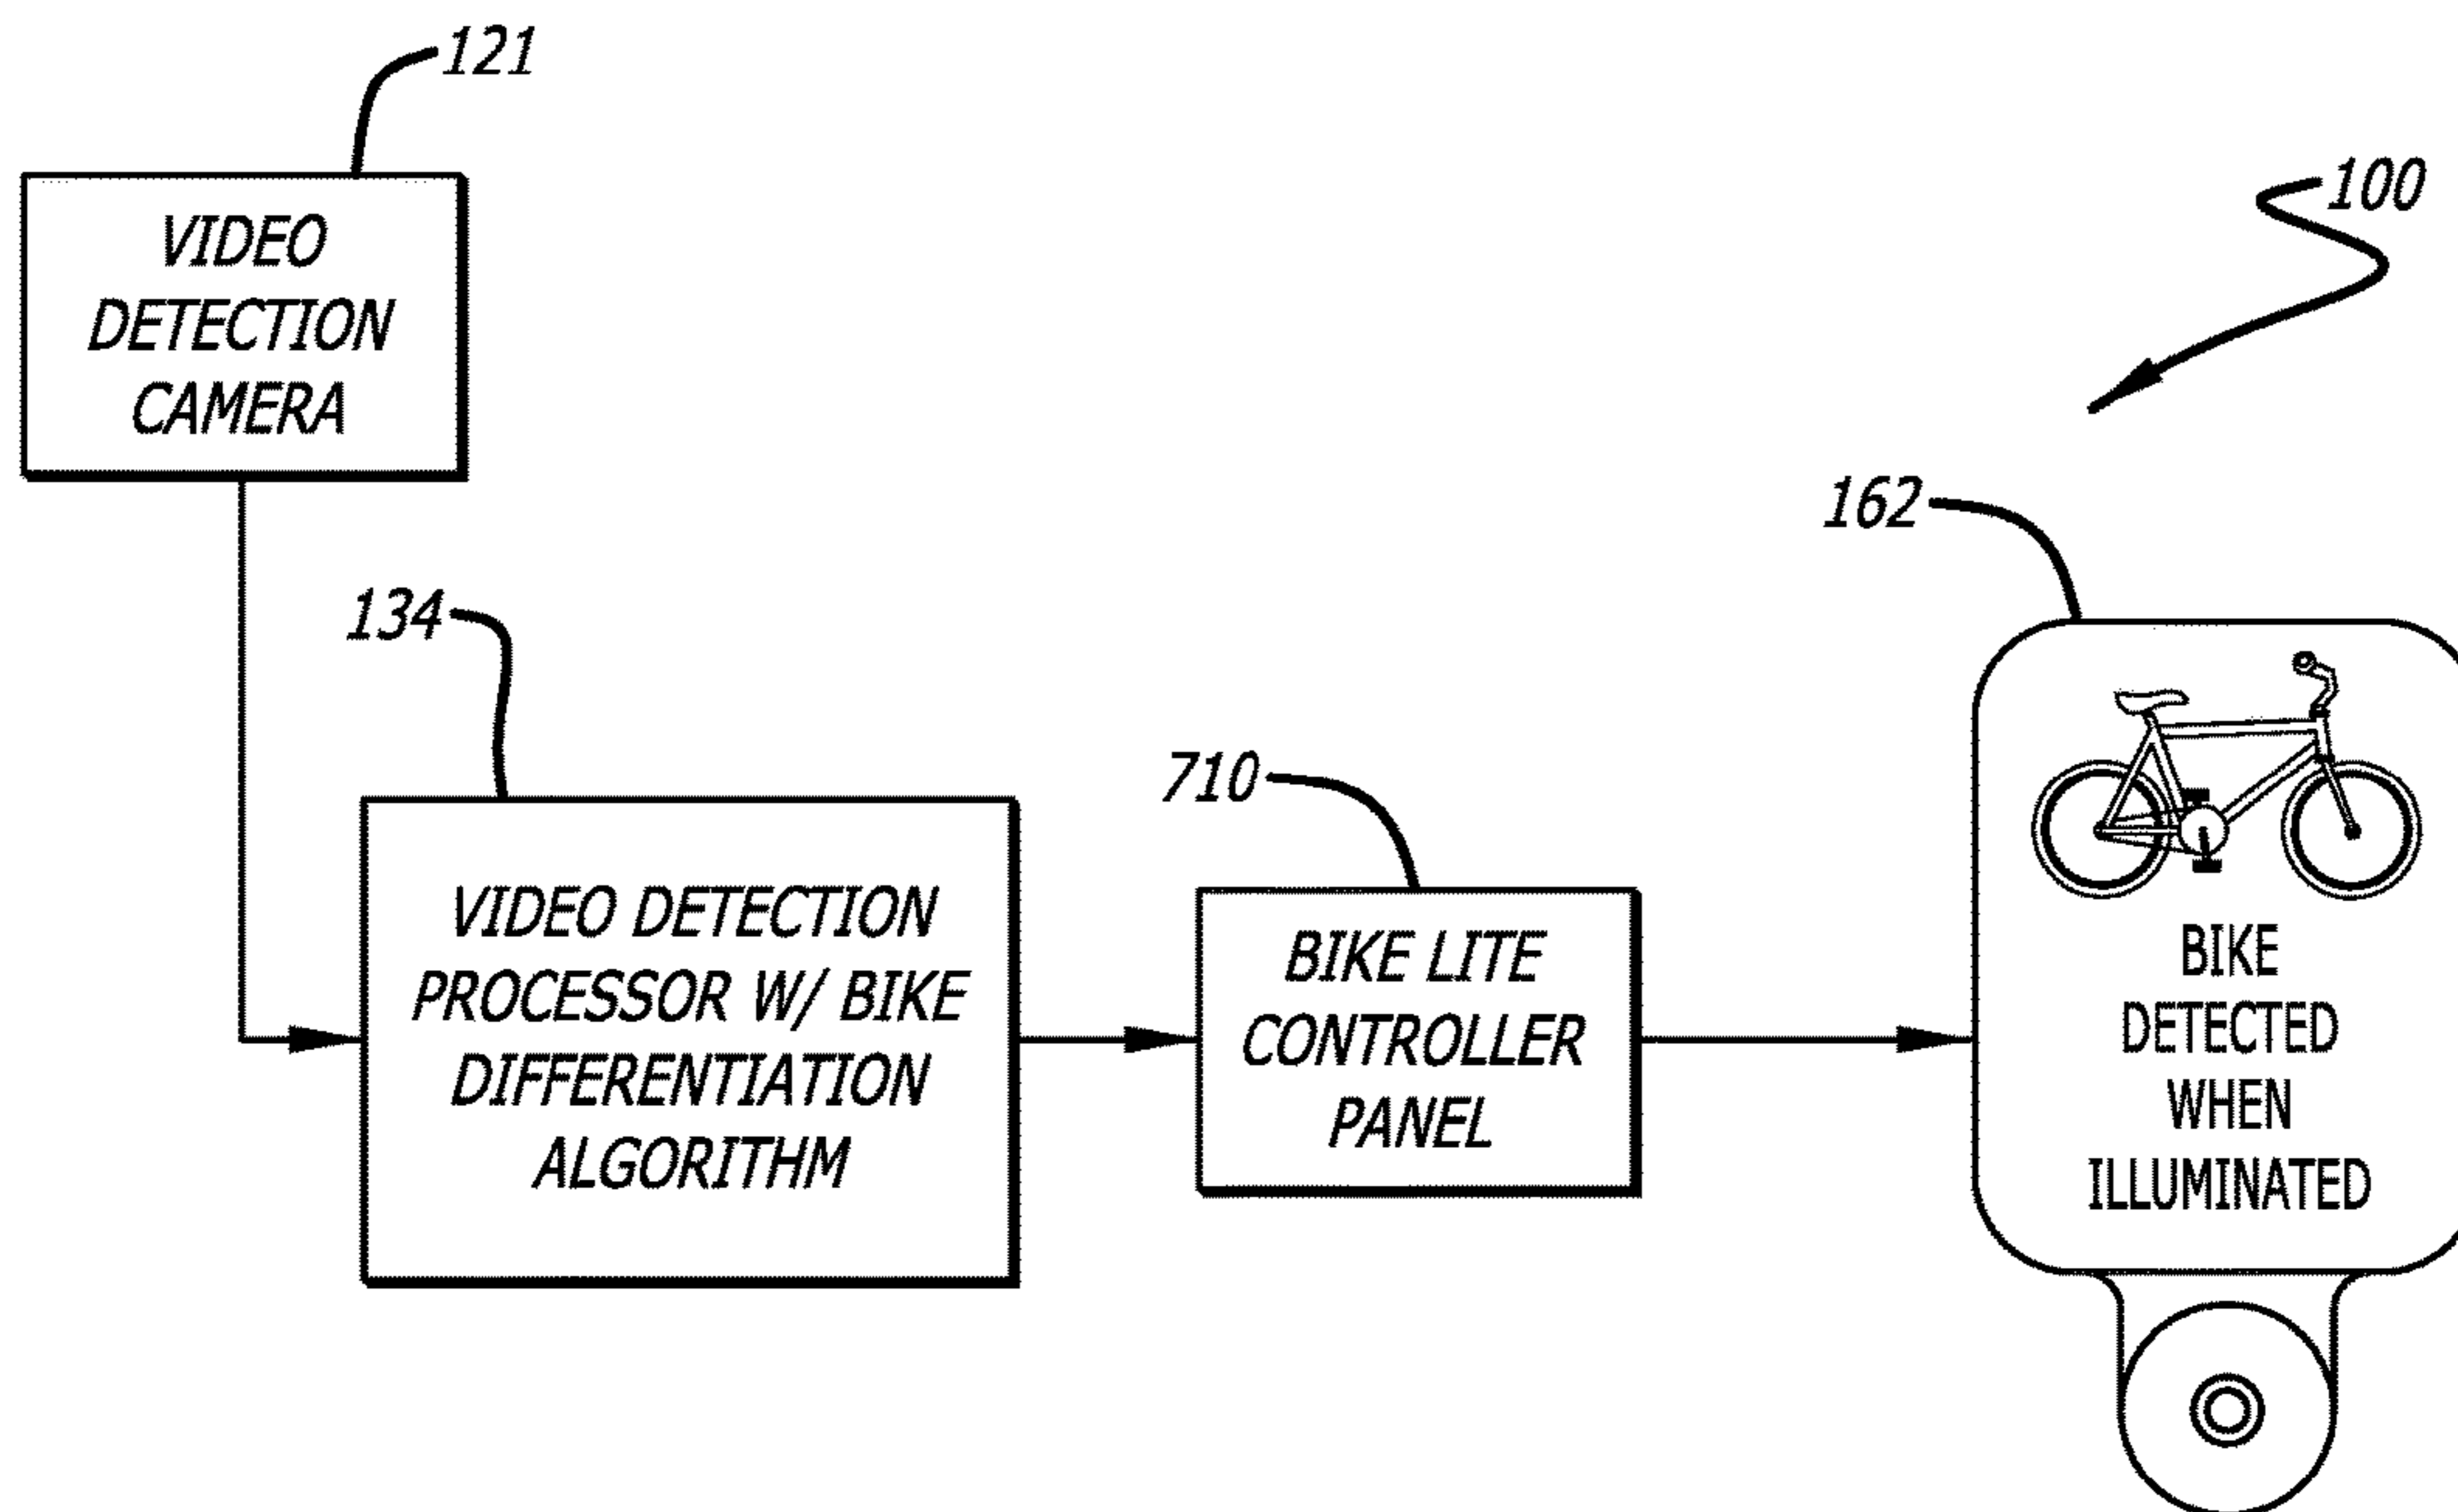 121
VIDEO
DETECTION
CAMERA
100
162
134
710
VIDEO DETECTION
PROCESSOR W/ BIKE
DIFFERENTIATION
ALGORITHM
BIKE LITE
CONTROLLER
PANEL
BIKE
DETECTED
WHEN
ILLUMINATED